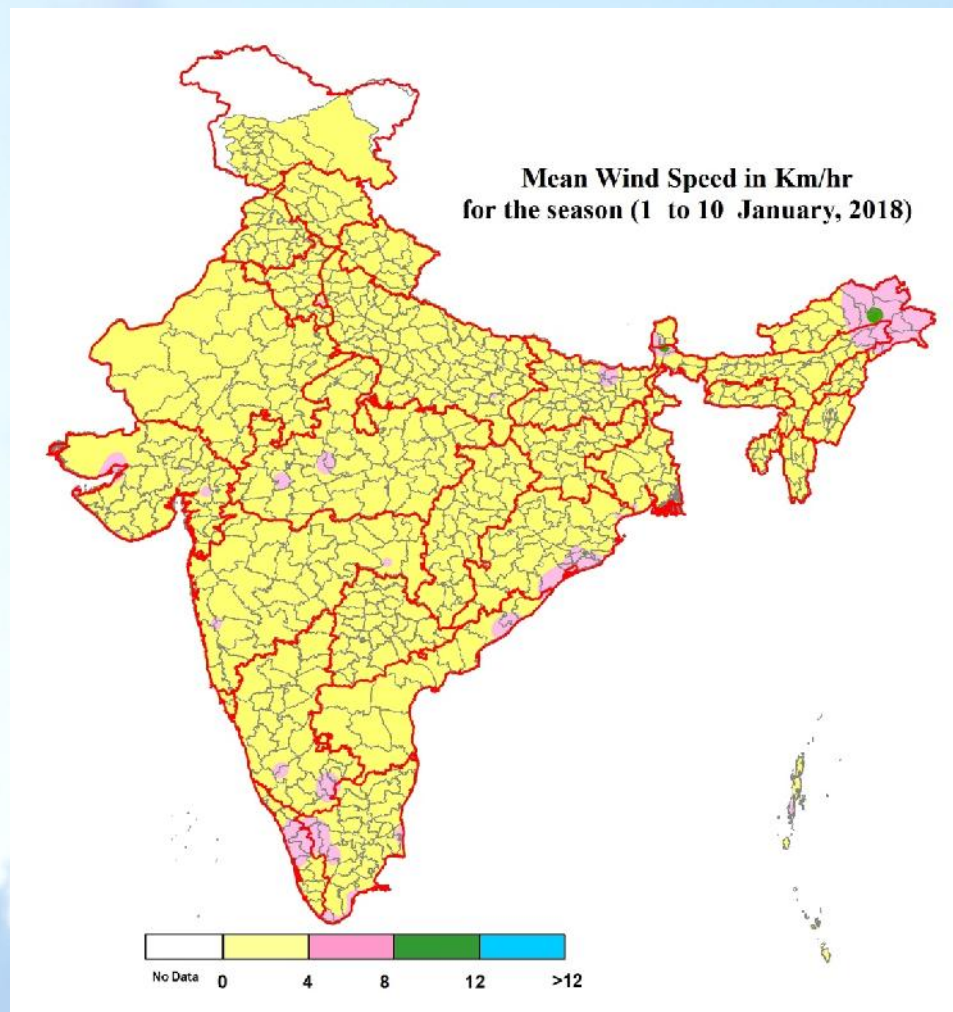 Mean Wind Speed in Km/hr
for the season (1 to 10 January, 2018)
No Data 0 4 8 12 >12